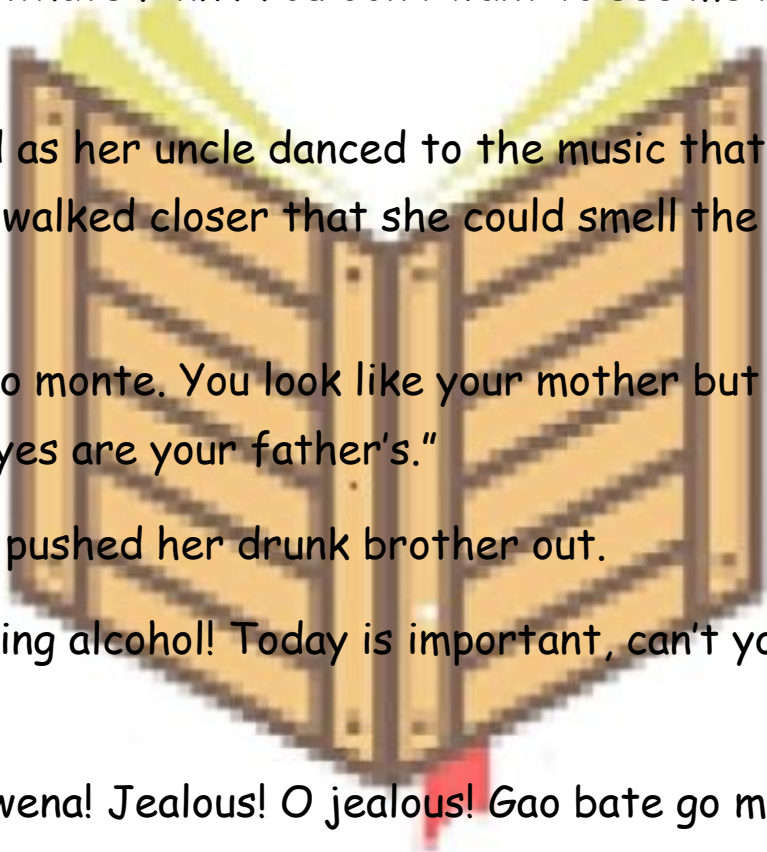 as her uncle danced to the music that
walked closer that she could smell the
o monte. You look like your mother but
yes are your father's.”
pushed her drunk brother out.
ing alcohol! Today is important, can't yo
wena! Jealous! O jealous! Gao bate go m